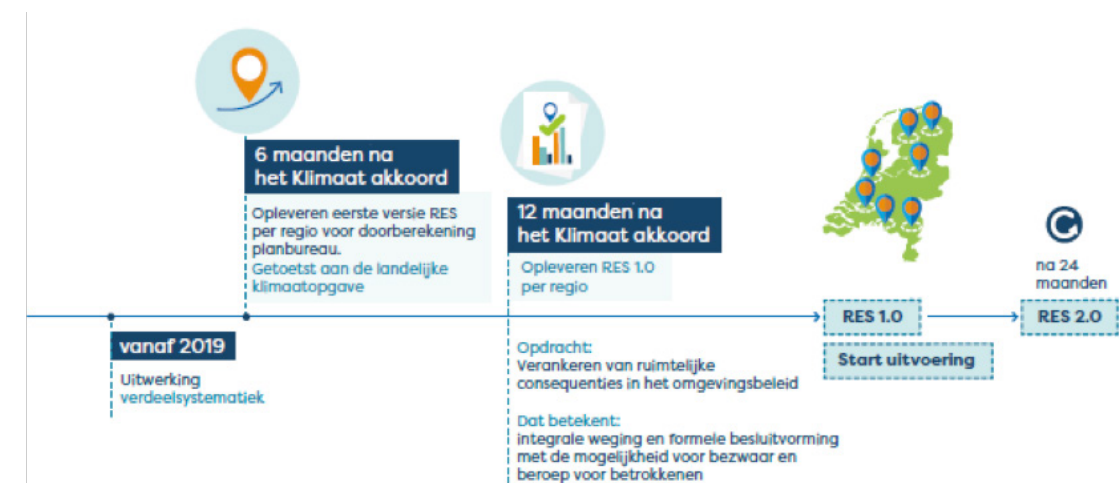 6 maanden na
het Klimaat akkoord
Opleveren eerste versie RES
per regio voor doorberekening
planbureau.
Getoetst aan de landelijke
klimaatopgave
12 maanden na
het Klimaat akkoord
Opleveren RES 1.0
per regio
na 24
maanden
RES 1.0
RES 2.0
Start uitvoering
vanaf 2019
Uitwerking
verdeelsystematiek
Opdracht:
Verankeren van ruimtelijke
consequenties in het omgevingsbeleid
Dat betekent:
integrale weging en formele besluitvorming
met de mogelijkheid voor bezwaar en
beroep voor betrokkenen